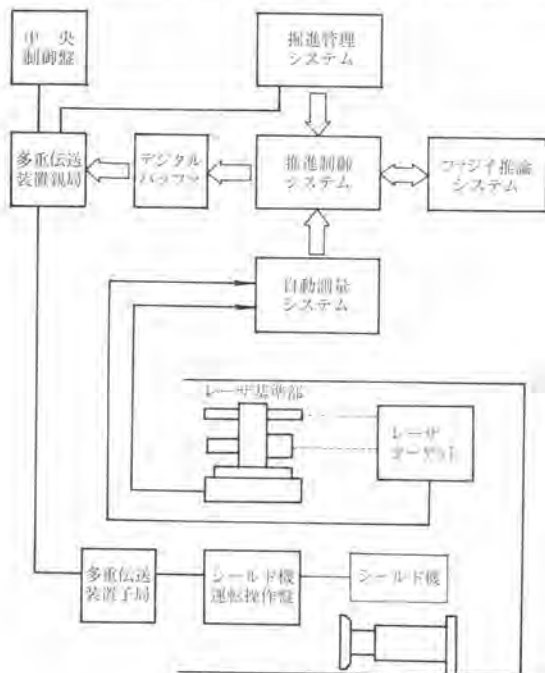 中央
制御盤
掘進管理
システム
多重伝送
装置親局
デジタル
バッファ
推進制御
システム
ファジイ推論
システム
自動測量
システム
レーザ基準部
レーザ
ターゲット
多重伝送
装置子局
シールド機
運転操作盤
シールド機